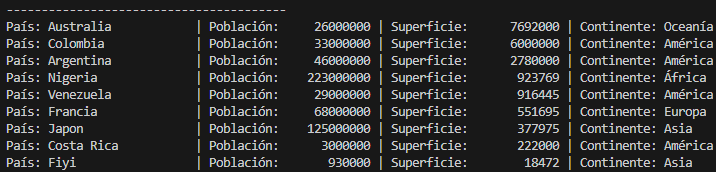 ----------------------------------------
País: Australia            | Población:     26000000 | Superficie:      7692000 | Continente: Oceanía
País: Colombia             | Población:     33000000 | Superficie:      6000000 | Continente: América
País: Argentina            | Población:     46000000 | Superficie:      2780000 | Continente: América
País: Nigeria              | Población:    223000000 | Superficie:       923769 | Continente: África
País: Venezuela            | Población:     29000000 | Superficie:       916445 | Continente: América
País: Francia              | Población:     68000000 | Superficie:       551695 | Continente: Europa
País: Japon                | Población:    125000000 | Superficie:       377975 | Continente: Asia
País: Costa Rica           | Población:      3000000 | Superficie:       222000 | Continente: América
País: Fiyi                 | Población:       930000 | Superficie:        18472 | Continente: Asia